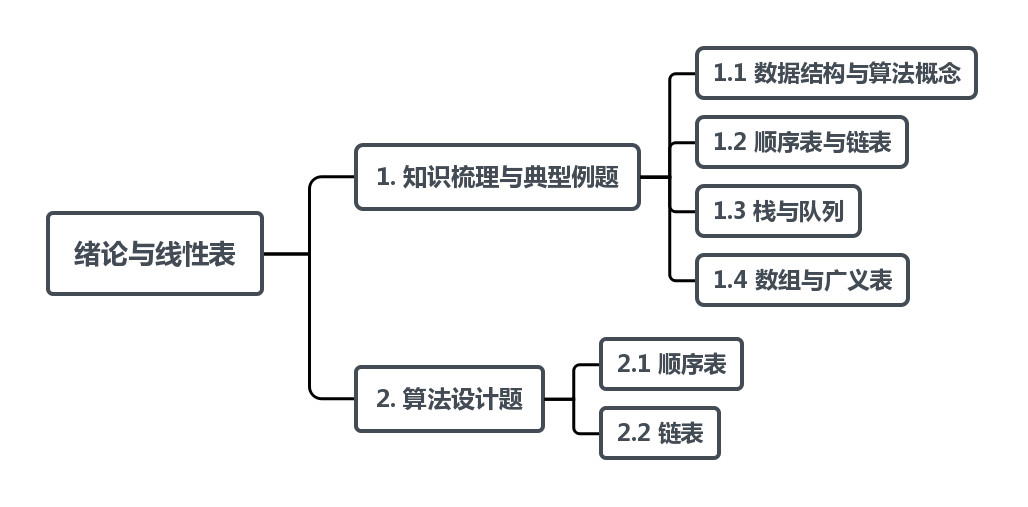 绪论与线性表
1. 知识梳理与典型例题
1.1 数据结构与算法概念
1.2 顺序表与链表
1.3 栈与队列
1.4 数组与广义表
2. 算法设计题
2.1 顺序表
2.2 链表